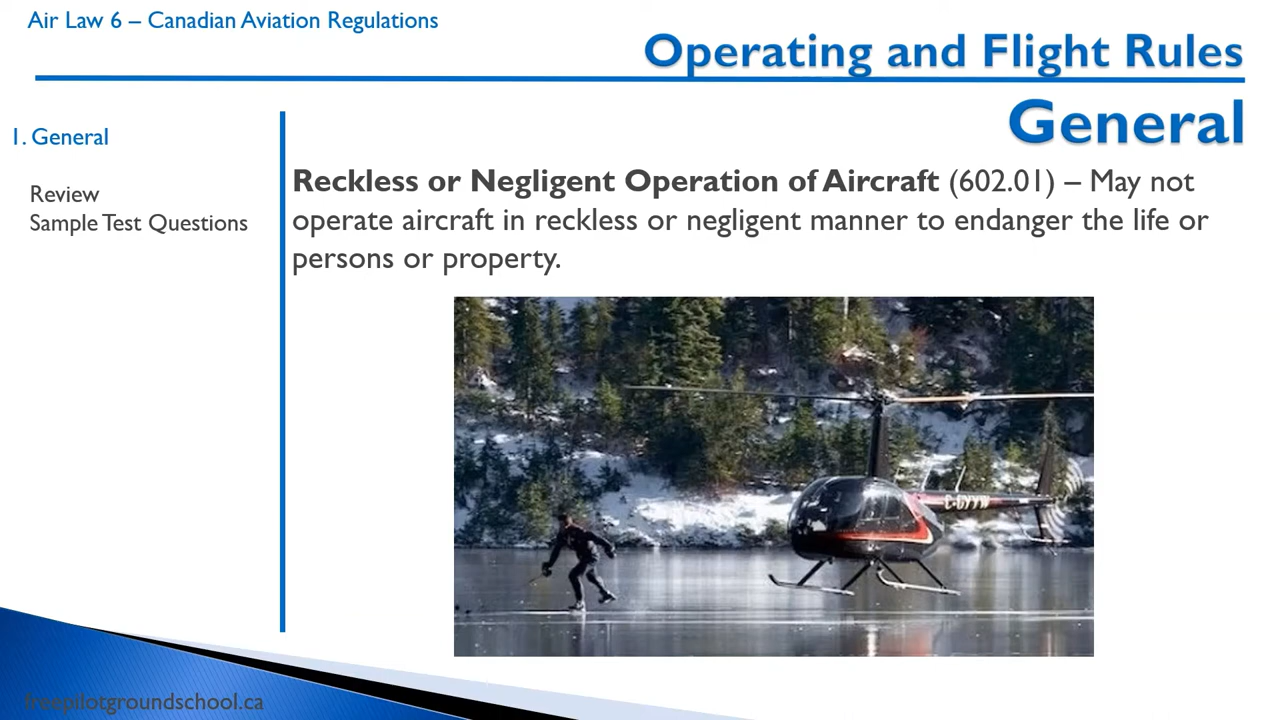 Air Law 6 – Canadian Aviation Regulations
Operating and Flight Rules
General
1. General
Review
Sample Test Questions
Reckless or Negligent Operation of Aircraft (602.01) – May not
operate aircraft in reckless or negligent manner to endanger the life or
persons or property.
C-GYYW
freepilotgroundschool.ca